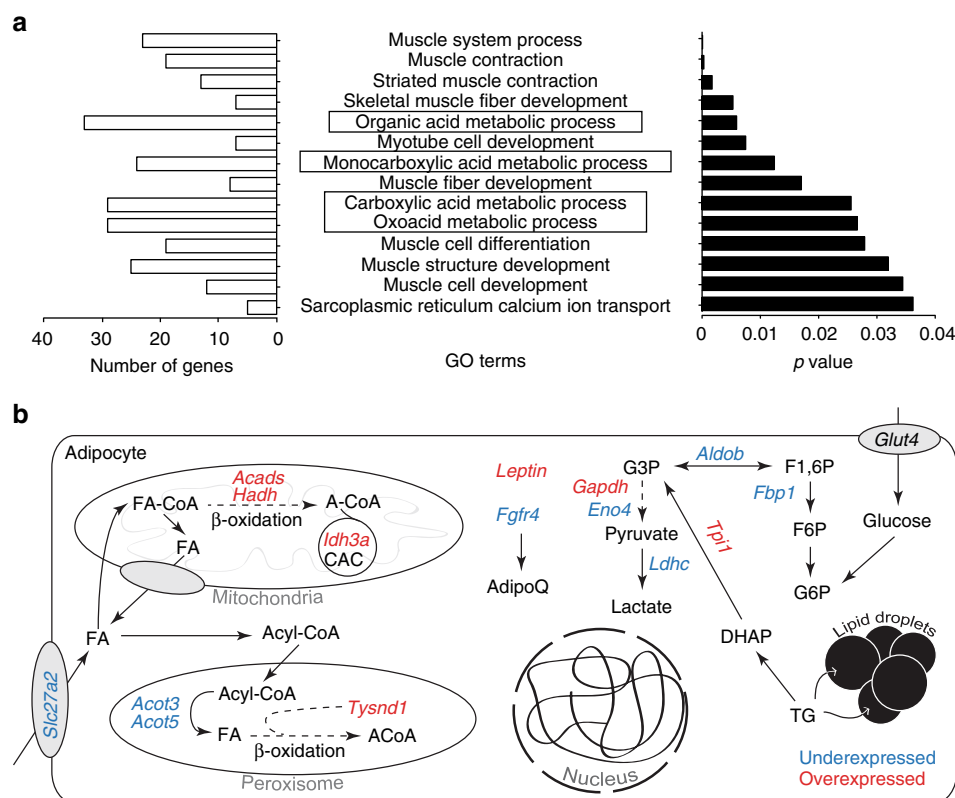 a
Muscle system process
Muscle contraction
Striated muscle contraction
Skeletal muscle fiber development
Organic acid metabolic process
Myotube cell development
Monocarboxylic acid metabolic process
Muscle fiber development
Carboxylic acid metabolic process
Oxoacid metabolic process
Muscle cell differentiation
Muscle structure development
Muscle cell development
Sarcoplasmic reticulum calcium ion transport
40 30 20 10 0
Number of genes
GO terms
0 0.01 0.02 0.03 0.04
p value
b
Adipocyte
Glut4
Acads
Hadh
FA-CoA
A-CoA
β-oxidation
FA
Idh3a
CAC
Mitochondria
Leptin
Fgfr4
AdipoQ
G3P
Aldob
F1,6P
Gapdh
Eno4
Fbp1
Pyruvate
F6P
Glucose
Ldhc
Tpi1
G6P
Lactate
FA
Acyl-CoA
DHAP
Lipid droplets
Slc27a2
Acyl-CoA
Acot3
Acot5
Tysnd1
FA
ACoA
β-oxidation
Peroxisome
Nucleus
TG
Underexpressed
Overexpressed